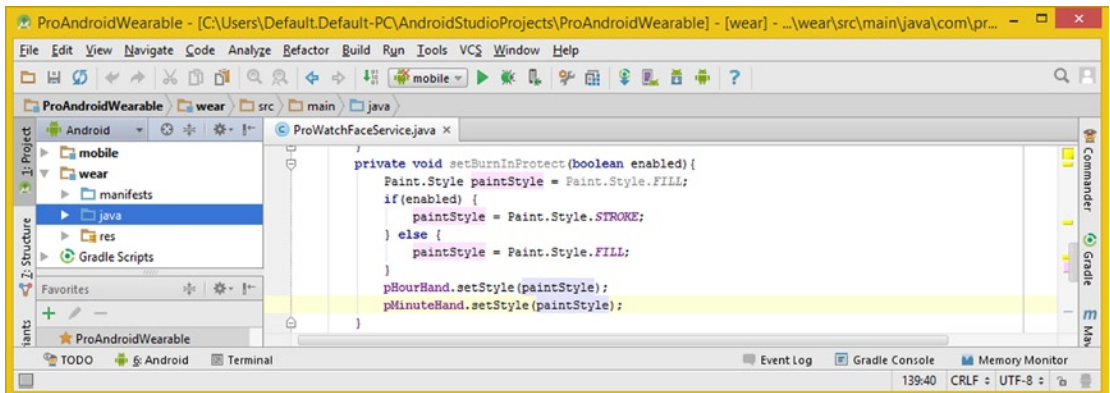 ProAndroidWearable - [C:\Users\Default.Default-PC\AndroidStudioProjects\ProAndroidWearable] - [wear] - ...\wear\src\main\java\com\pr...
File Edit View Navigate Code Analyze Refactor Build Run Tools VCS Window Help
mobile
ProAndroidWearable wear src main java
1: Project
Android
ProWatchFaceService.java
mobile
wear
manifests
java
res
Gradle Scripts
Z: Structure
Favorites
ProAndroidWearable
}
private void setBurnInProtect(boolean enabled){
Paint.Style paintStyle = Paint.Style.FILL;
if(enabled) {
paintStyle = Paint.Style.STROKE;
} else {
paintStyle = Paint.Style.FILL;
}
pHourHand.setStyle(paintStyle);
pMinuteHand.setStyle(paintStyle);
}
Commander
Gradle
m
TODO 6: Android Terminal Event Log Gradle Console Memory Monitor
139:40 CRLF UTF-8